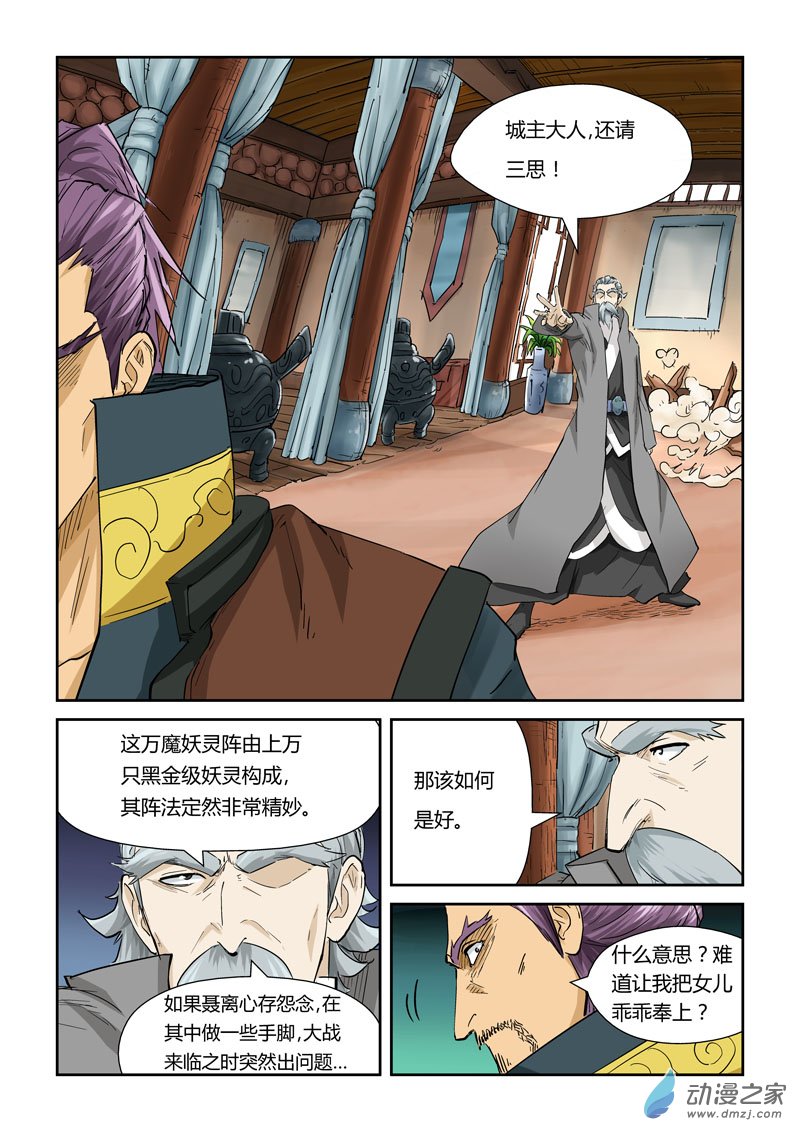 城主大人,还请
三思！
这万魔妖灵阵由上万
只黑金级妖灵构成,
其阵法定然非常精妙。
如果聂离心存怨念,在
其中做一些手脚,大战
来临之时突然出问题...
那该如何
是好。
什么意思？难
道让我把女儿
乖乖奉上？
动漫之家
www.dmzj.com